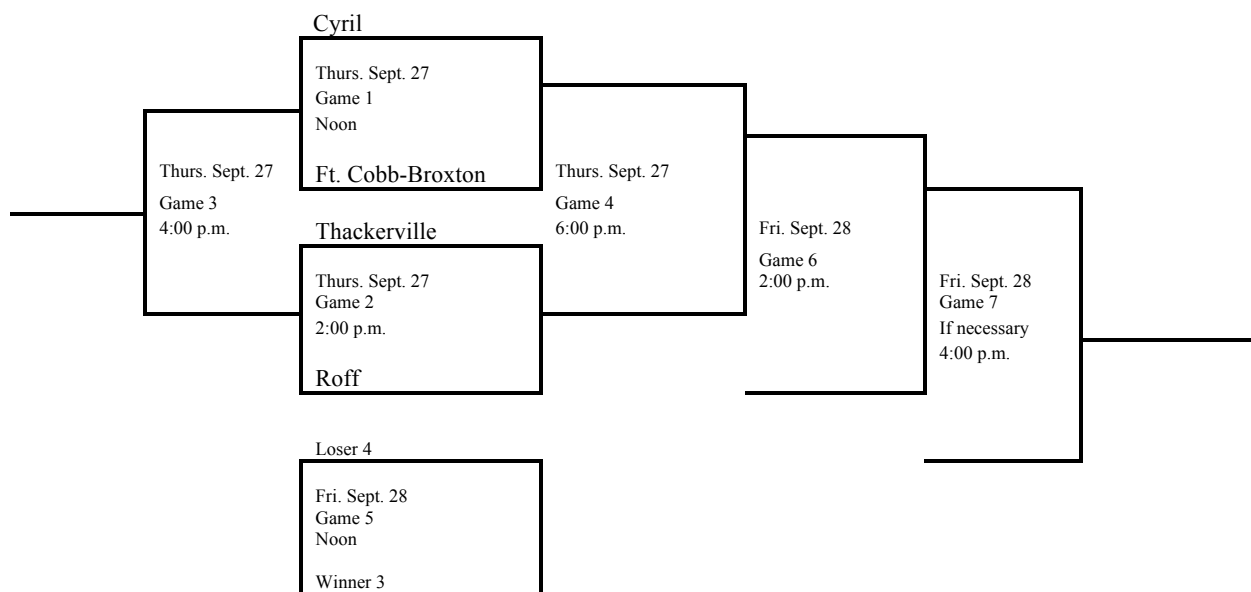 Cyril
Thurs. Sept. 27
Game 1
Noon
Ft. Cobb-Broxton
Thurs. Sept. 27
Game 3
4:00 p.m.
Thurs. Sept. 27
Game 4
6:00 p.m.
Thackerville
Thurs. Sept. 27
Game 2
2:00 p.m.
Roff
Fri. Sept. 28
Game 6
2:00 p.m.
Fri. Sept. 28
Game 7
If necessary
4:00 p.m.
Loser 4
Fri. Sept. 28
Game 5
Noon
Winner 3